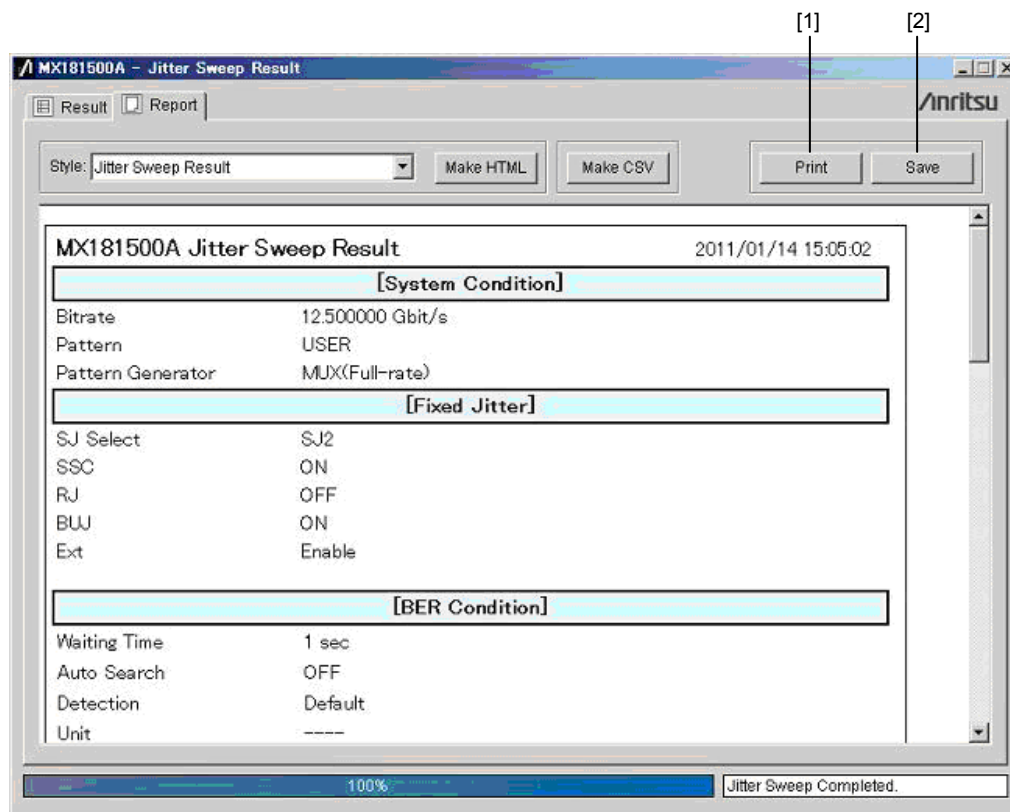 [1] [2]
MX181500A - Jitter Sweep Result
Result Report /inritsu
Style: Jitter Sweep Result Make HTML Make CSV Print Save
MX181500A Jitter Sweep Result 2011/01/14 15:05:02
[System Condition]
Bitrate 12.500000 Gbit/s
Pattern USER
Pattern Generator MUX(Full-rate)
[Fixed Jitter]
SJ Select SJ2
SSC ON
RJ OFF
BUJ ON
Ext Enable
[BER Condition]
Waiting Time 1 sec
Auto Search OFF
Detection Default
Unit ----
100% Jitter Sweep Completed.